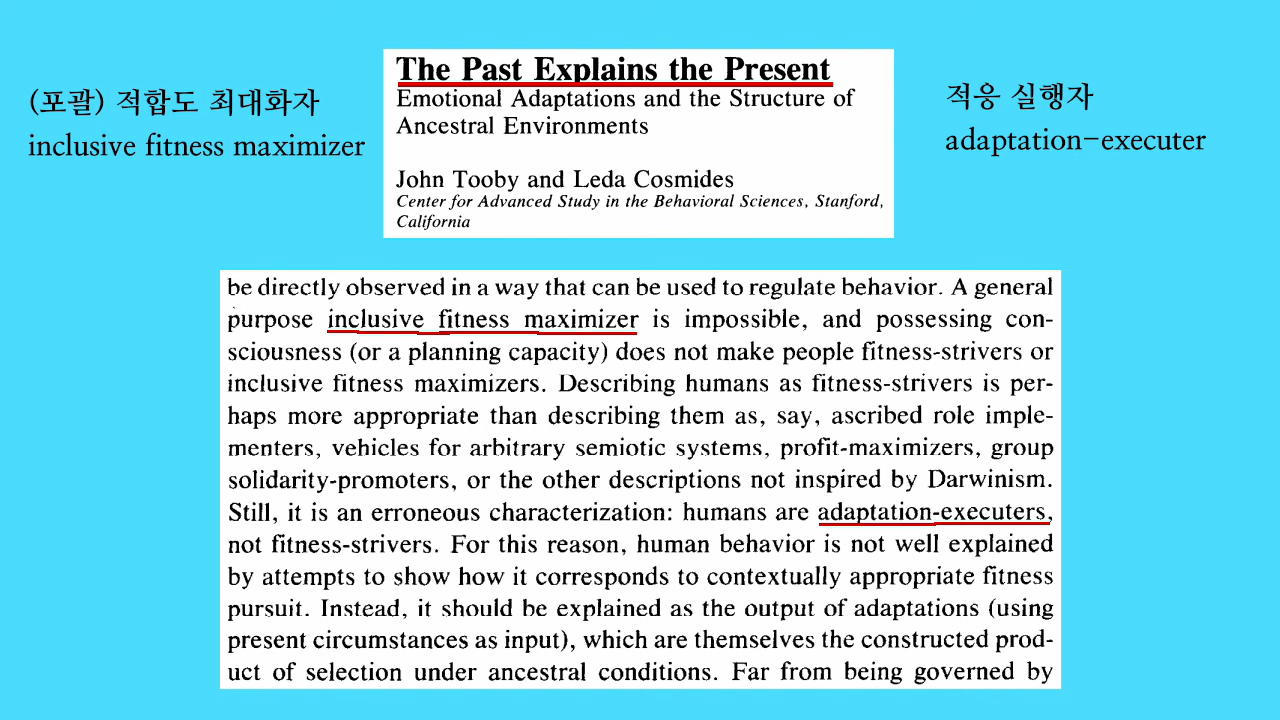 (포괄) 적합도 최대화자
inclusive fitness maximizer
The Past Explains the Present
Emotional Adaptations and the Structure of
Ancestral Environments
John Tooby and Leda Cosmides
Center for Advanced Study in the Behavioral Sciences, Stanford,
California
적응 실행자
adaptation-executer
be directly observed in a way that can be used to regulate behavior. A general
purpose inclusive fitness maximizer is impossible, and possessing con-
sciousness (or a planning capacity) does not make people fitness-strivers or
inclusive fitness maximizers. Describing humans as fitness-strivers is per-
haps more appropriate than describing them as, say, ascribed role imple-
menters, vehicles for arbitrary semiotic systems, profit-maximizers, group
solidarity-promoters, or the other descriptions not inspired by Darwinism.
Still, it is an erroneous characterization: humans are adaptation-executers,
not fitness-strivers. For this reason, human behavior is not well explained
by attempts to show how it corresponds to contextually appropriate fitness
pursuit. Instead, it should be explained as the output of adaptations (using
present circumstances as input), which are themselves the constructed prod-
uct of selection under ancestral conditions. Far from being governed by